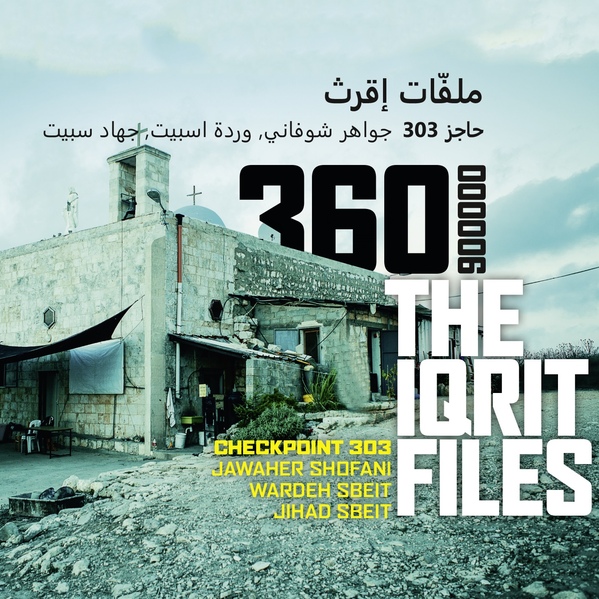 ملفّات إقرث
حاجز 303 جواهر شوفاني, وردة اسبيت, جهاد سبيت
360
000006
THE
IQRIT
FILES
CHECKPOINT 303
JAWAHER SHOFANI
WARDEH SBEIT
JIHAD SBEIT